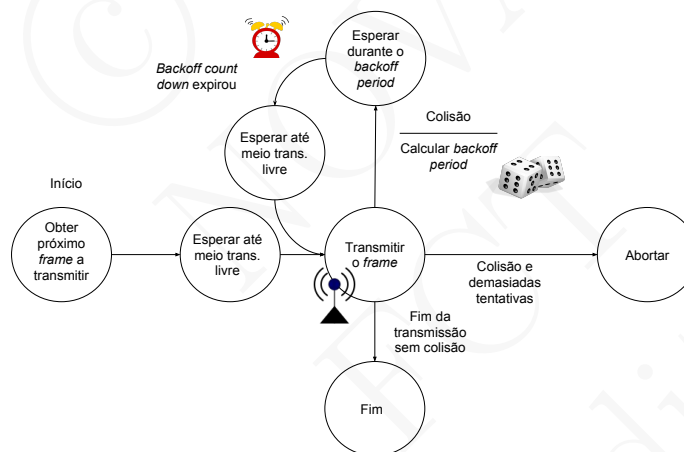 Esperar
durante o
backoff
period
Backoff count
down expirou
Esperar até
meio trans.
livre
Colisão
Calcular backoff
period
Início
Obter
próximo
frame a
transmitir
Esperar até
meio trans.
livre
Transmitir
o frame
Colisão e
demasiadas
tentativas
Abortar
Fim da
transmissão
sem colisão
Fim